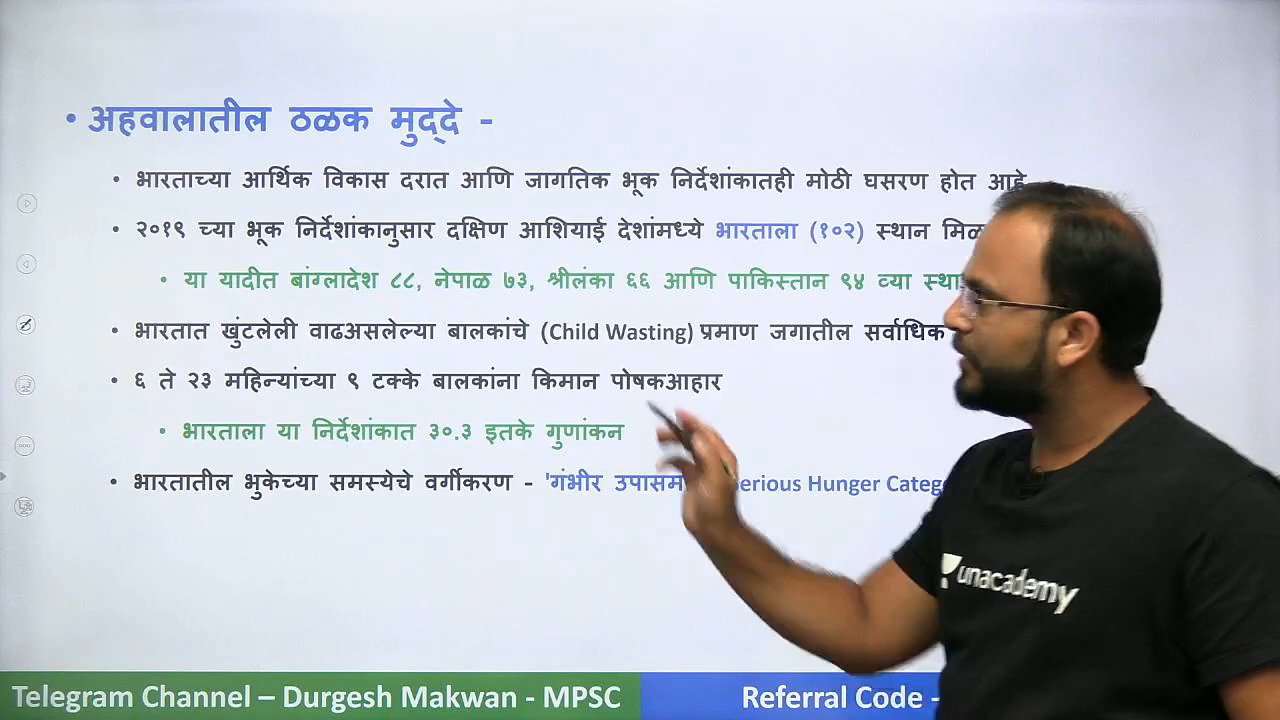 • अहवालातील ठळक मुद्दे -
• भारताच्या आर्थिक विकास दरात आणि जागतिक भूक निर्देशांकातही मोठी घसरण होत आहे
• २०१९ च्या भूक निर्देशांकानुसार दक्षिण आशियाई देशांमध्ये भारताला (१०२) स्थान
• या यादीत बांग्लादेश ८८, नेपाळ ७३, श्रीलंका ६६ आणि पाकिस्तान ९४ व्या
• भारतात खुंटलेली वाढअसलेल्या बालकांचे (Child Wasting) प्रमाण जगातील सर्वाधिक
• ६ ते २३ महिन्यांच्या ९ टक्के बालकांना किमान पोषकआहार
• भारताला या निर्देशांकात ३०.३ इतके गुणांकन
• भारतातील भुकेच्या समस्येचे वर्गीकरण - 'गंभीर Hunger
unacademy
Telegram Channel – Durgesh Makwan - MPSC
Referral Code -